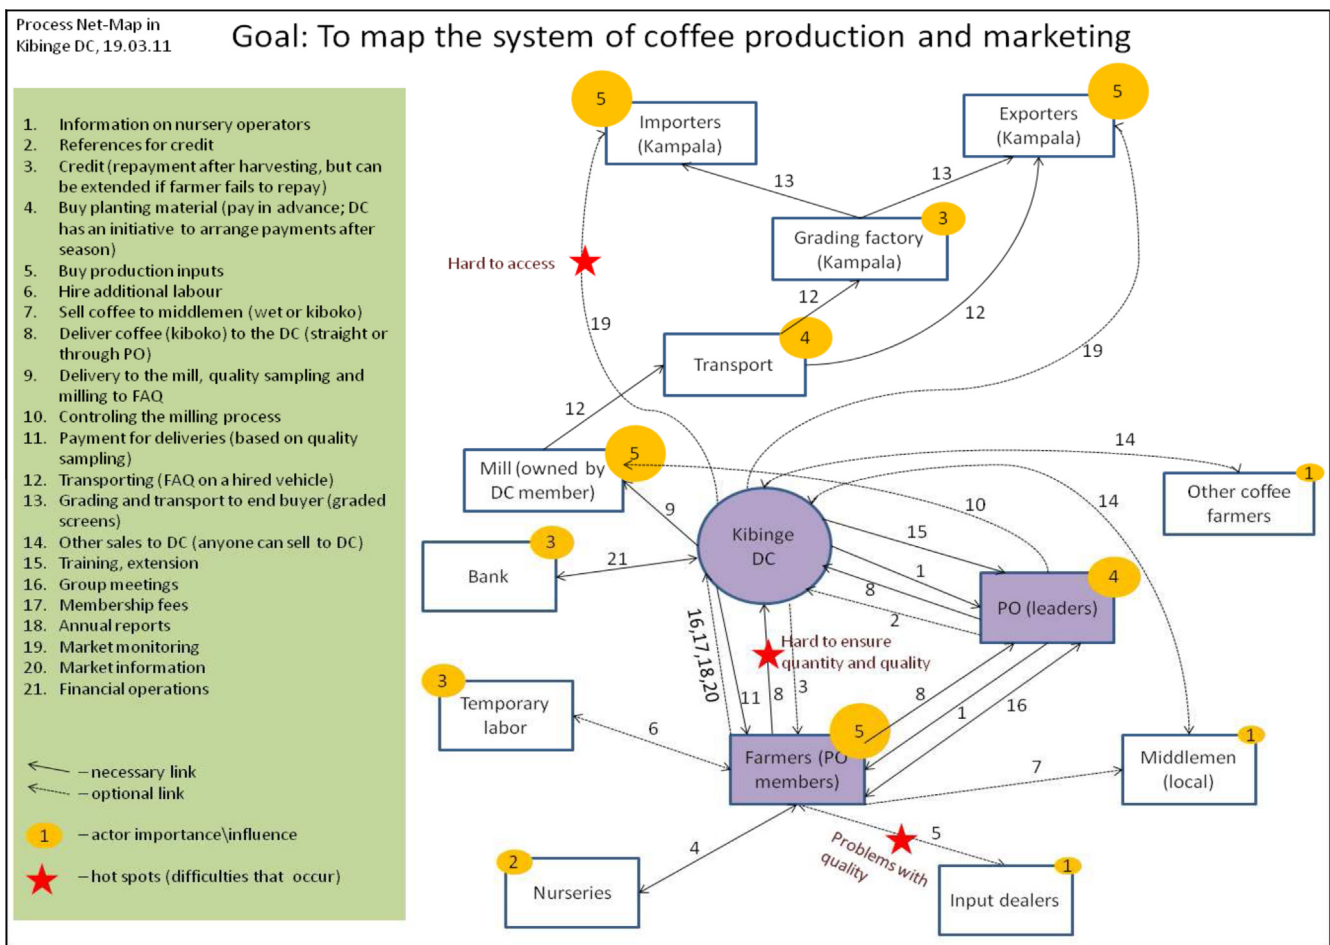 Process Net-Map in
Kibinge DC, 19.03.11
Goal: To map the system of coffee production and marketing
1. Information on nursery operators
2. References for credit
3. Credit (repayment after harvesting, but can
be extended if farmer fails to repay)
4. Buy planting material (pay in advance; DC
has an initiative to arrange payments after
season)
5. Buy production inputs
6. Hire additional labour
7. Sell coffee to middlemen (wet or kiboko)
8. Deliver coffee (kiboko) to the DC (straight or
through PO)
9. Delivery to the mill, quality sampling and
milling to FAQ
10. Controling the milling process
11. Payment for deliveries (based on quality
sampling)
12. Transporting (FAQ on a hired vehicle)
13. Grading and transport to end buyer (graded
screens)
14. Other sales to DC (anyone can sell to DC)
15. Training, extension
16. Group meetings
17. Membership fees
18. Annual reports
19. Market monitoring
20. Market information
21. Financial operations
– necessary link
– optional link
1 – actor importance\influence
– hot spots (difficulties that occur)
5
Importers
(Kampala)
5
Exporters
(Kampala)
13
13
3
Grading factory
(Kampala)
Hard to access
12
19
12
4
Transport
19
12
14
5
Mill (owned by
DC member)
1
Other coffee
farmers
9
10
14
Kibinge
DC
15
3
Bank
21
1
4
PO (leaders)
8
2
16,17,18,20
Hard to ensure
quantity and quality
3
Temporary
labor
11
8
3
8
1
16
6
5
Farmers (PO
members)
7
1
Middlemen
(local)
4
5
Problems with
quality
2
Nurseries
1
Input dealers